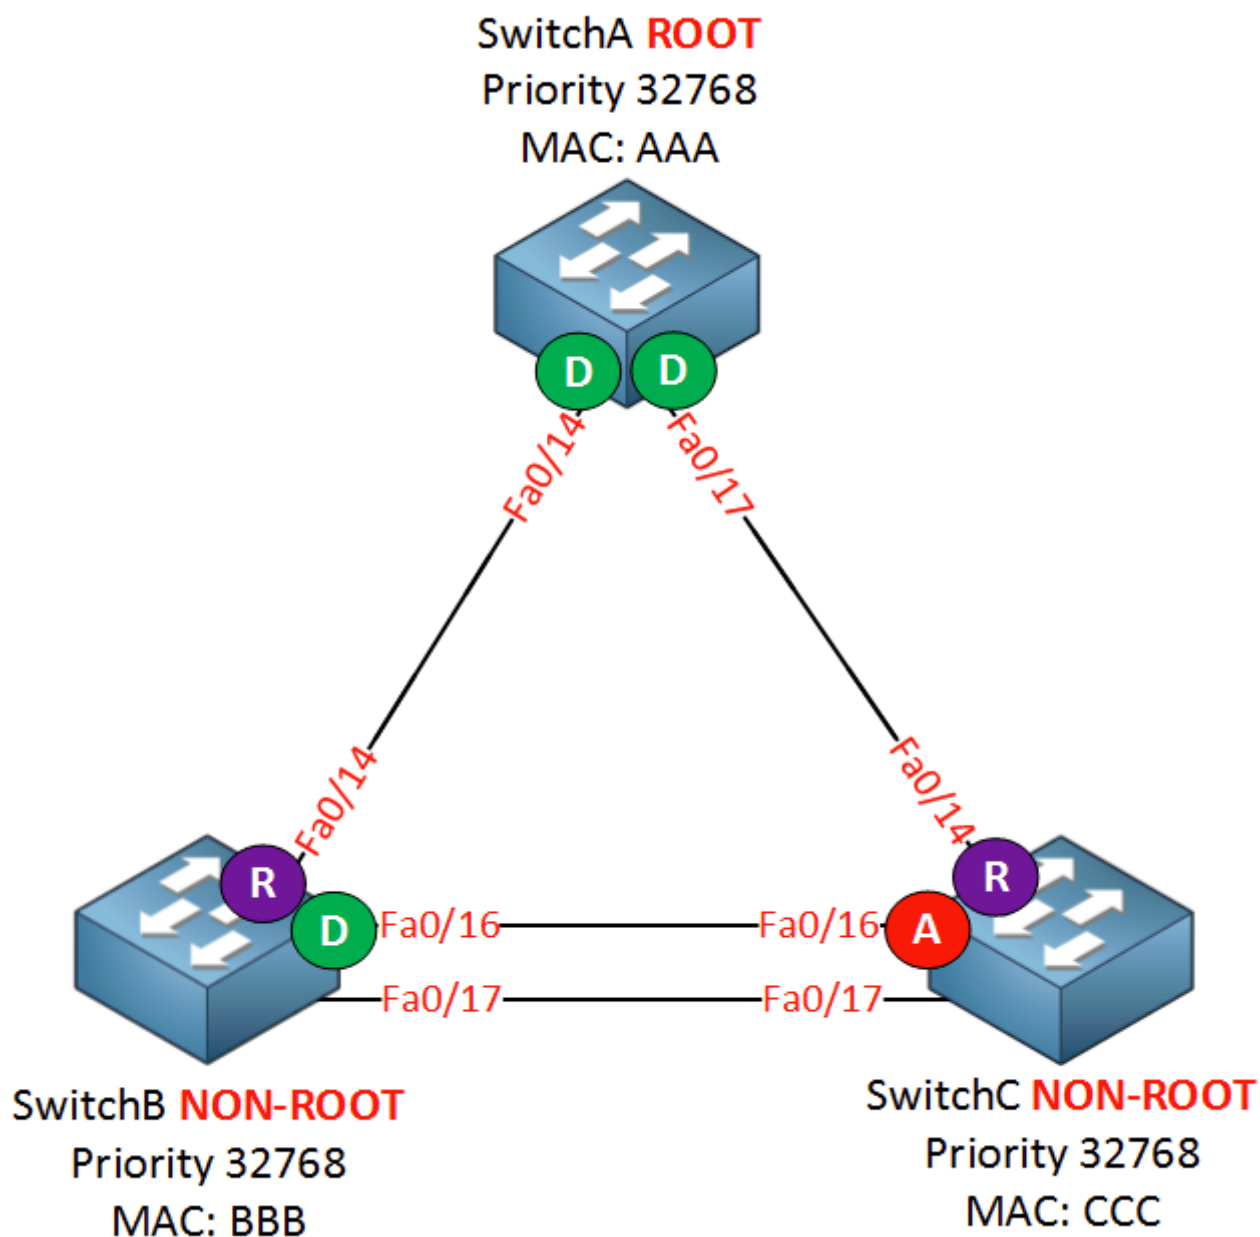 SwitchA ROOT
Priority 32768
MAC: AAA
D
D
Fa0/14
Fa0/17
Fa0/14
Fa0/14
R
R
D
Fa0/16
Fa0/16
A
Fa0/17
Fa0/17
SwitchB NON-ROOT
Priority 32768
MAC: BBB
SwitchC NON-ROOT
Priority 32768
MAC: CCC